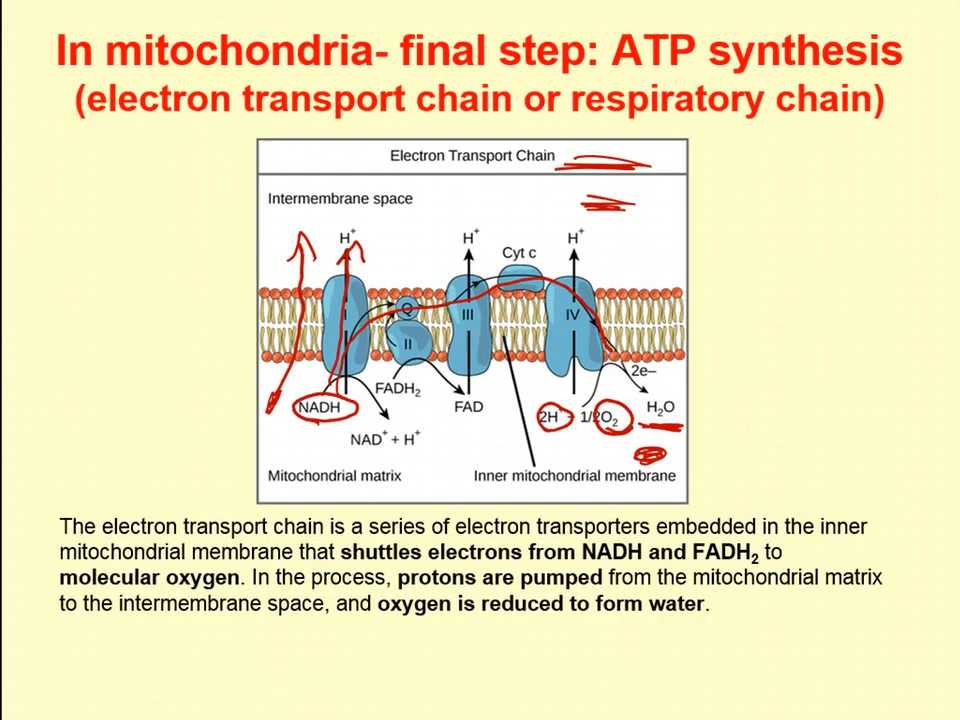 In mitochondria- final step: ATP synthesis
(electron transport chain or respiratory chain)
Electron Transport Chain
Intermembrane space
H+
H+
H+
Cyt c
I
Q
II
III
IV
FADH2
2e–
NADH
FAD
2H+ + 1/2O2
H2O
NAD+ + H+
Mitochondrial matrix
Inner mitochondrial membrane
The electron transport chain is a series of electron transporters embedded in the inner
mitochondrial membrane that shuttles electrons from NADH and FADH2 to
molecular oxygen. In the process, protons are pumped from the mitochondrial matrix
to the intermembrane space, and oxygen is reduced to form water.